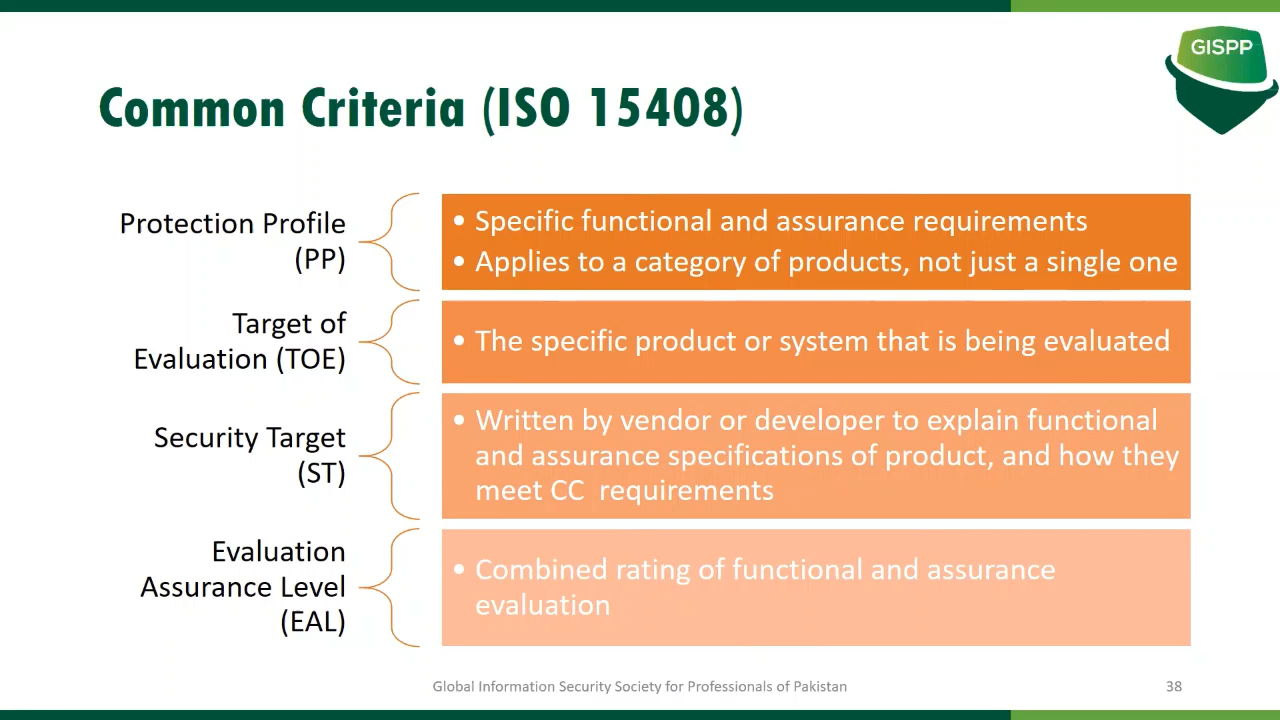 GISPP
Common Criteria (ISO 15408)
Protection Profile
(PP)
• Specific functional and assurance requirements
• Applies to a category of products, not just a single one
Target of
Evaluation (TOE)
• The specific product or system that is being evaluated
Security Target
(ST)
• Written by vendor or developer to explain functional
and assurance specifications of product, and how they
meet CC  requirements
Evaluation
Assurance Level
(EAL)
• Combined rating of functional and assurance
evaluation
Global Information Security Society for Professionals of Pakistan
38